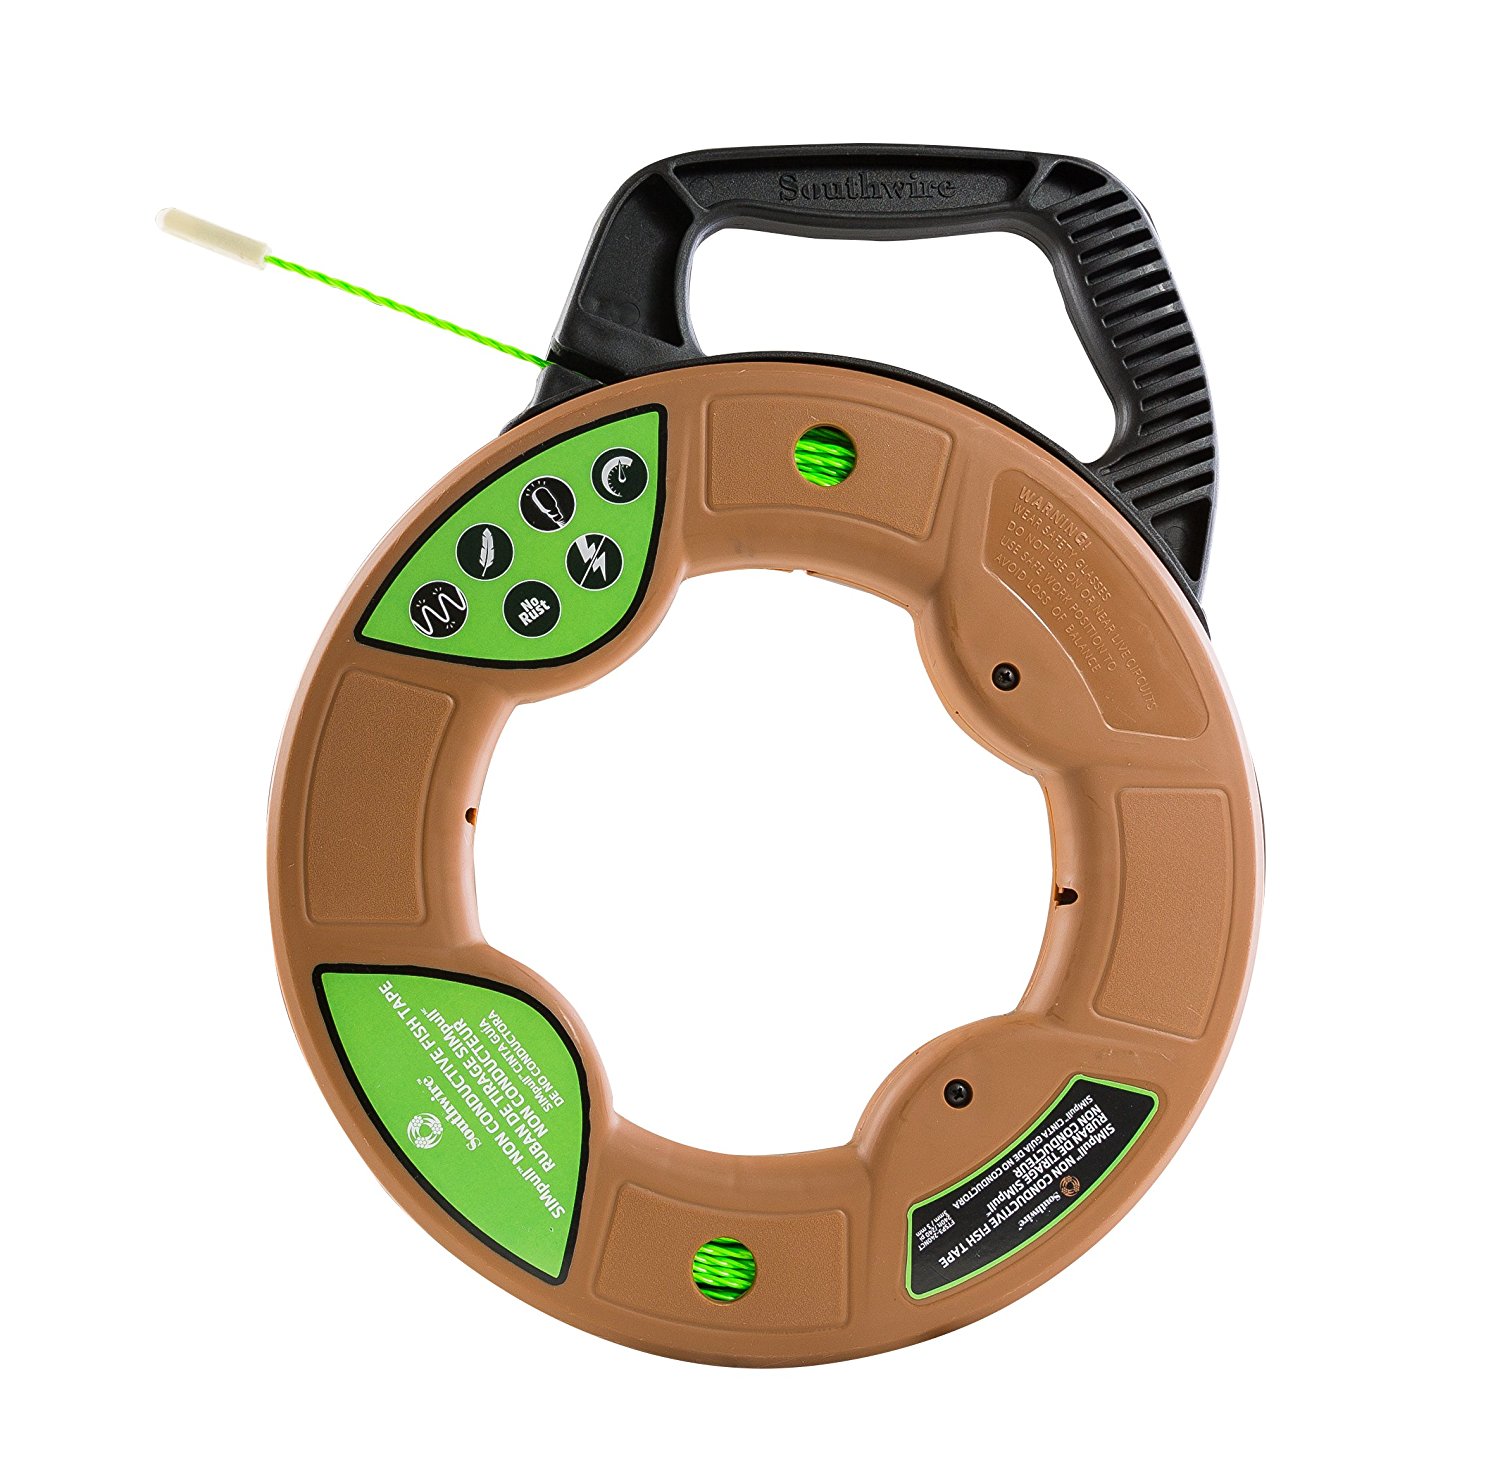 Southwire
No
Rust
WARNING!
WEAR SAFETY GLASSES
DO NOT USE ON/OR NEAR LIVE CIRCUITS
USE SAFE WORK POSITION TO
AVOID LOSS OF BALANCE
Southwire™
SIMpull™ NON CONDUCTIVE FISH TAPE
RUBAN DE TIRAGE SIMpull™
NON CONDUCTEUR
SIMpull™ CINTA GUÍA
DE NO CONDUCTORA
Southwire
SIMpull™ NON CONDUCTIVE FISH TAPE
RUBAN DE TIRAGE SIMpull™
NON CONDUCTEUR
SIMpull™ CINTA GUÍA DE NO CONDUCTORA